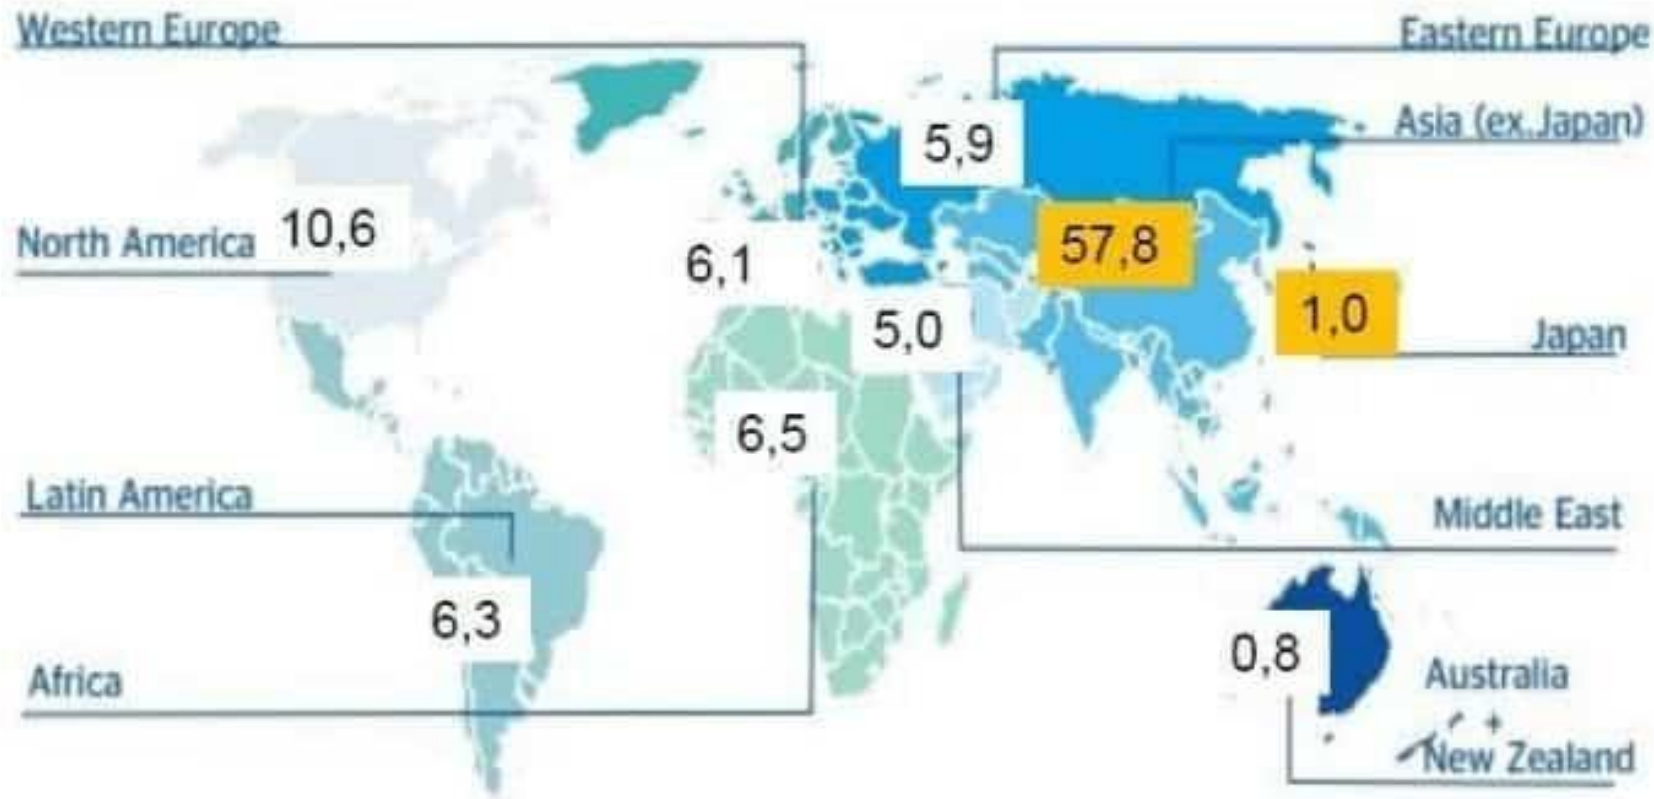 Western Europe
Eastern Europe
Asia (ex.Japan)
5,9
10,6
North America
57,8
6,1
1,0
5,0
Japan
6,5
Latin America
Middle East
6,3
0,8
Africa
Australia
+
New Zealand